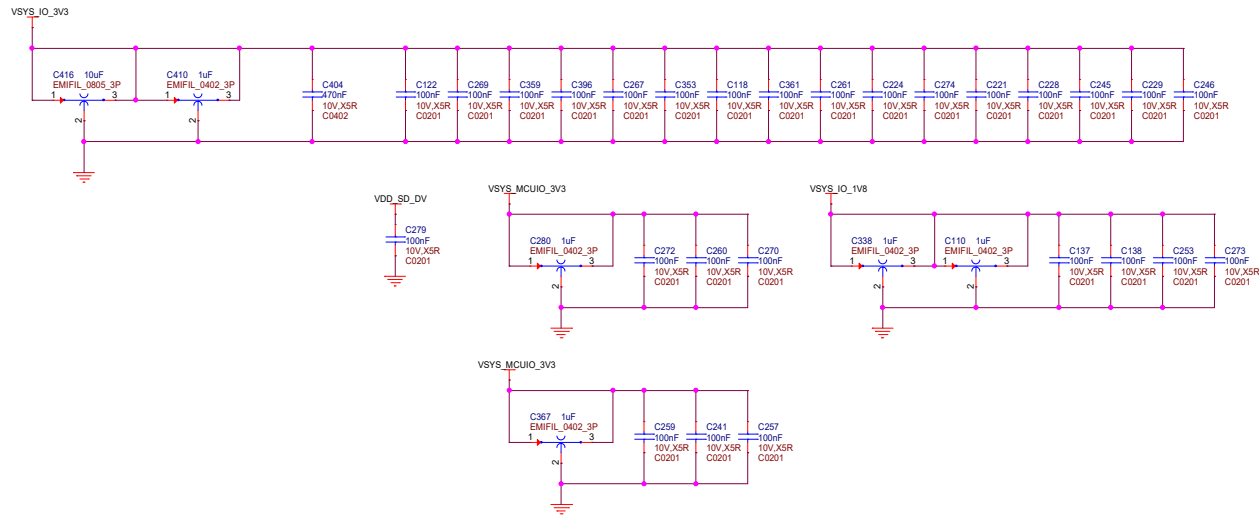 VSYS_IO_3V3
C416 10uF
EMIFIL_0805_3P
1 3
2
C410 1uF
EMIFIL_0402_3P
1 3
2
C404
470nF
10V,X5R
C0402
C122
100nF
10V,X5R
C0201
C269
100nF
10V,X5R
C0201
C359
100nF
10V,X5R
C0201
C396
100nF
10V,X5R
C0201
C267
100nF
10V,X5R
C0201
C353
100nF
10V,X5R
C0201
C118
100nF
10V,X5R
C0201
C361
100nF
10V,X5R
C0201
C261
100nF
10V,X5R
C0201
C224
100nF
10V,X5R
C0201
C274
100nF
10V,X5R
C0201
C221
100nF
10V,X5R
C0201
C228
100nF
10V,X5R
C0201
C245
100nF
10V,X5R
C0201
C229
100nF
10V,X5R
C0201
C246
100nF
10V,X5R
C0201
VDD_SD_DV
C279
100nF
10V,X5R
C0201
VSYS_MCUIO_3V3
C280 1uF
EMIFIL_0402_3P
1 3
2
C272
100nF
10V,X5R
C0201
C260
100nF
10V,X5R
C0201
C270
100nF
10V,X5R
C0201
VSYS_IO_1V8
C338 1uF
EMIFIL_0402_3P
1 3
2
C110 1uF
EMIFIL_0402_3P
1 3
2
C137
100nF
10V,X5R
C0201
C138
100nF
10V,X5R
C0201
C253
100nF
10V,X5R
C0201
C273
100nF
10V,X5R
C0201
VSYS_MCUIO_3V3
C367 1uF
EMIFIL_0402_3P
1 3
2
C259
100nF
10V,X5R
C0201
C241
100nF
10V,X5R
C0201
C257
100nF
10V,X5R
C0201